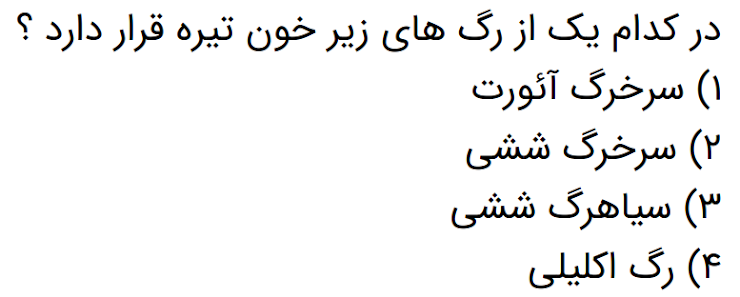 در کدام یک از رگ های زیر خون تیره قرار دارد ؟
۱) سرخرگ آئورت
۲) سرخرگ ششی
۳) سیاهرگ ششی
۴) رگ اکلیلی